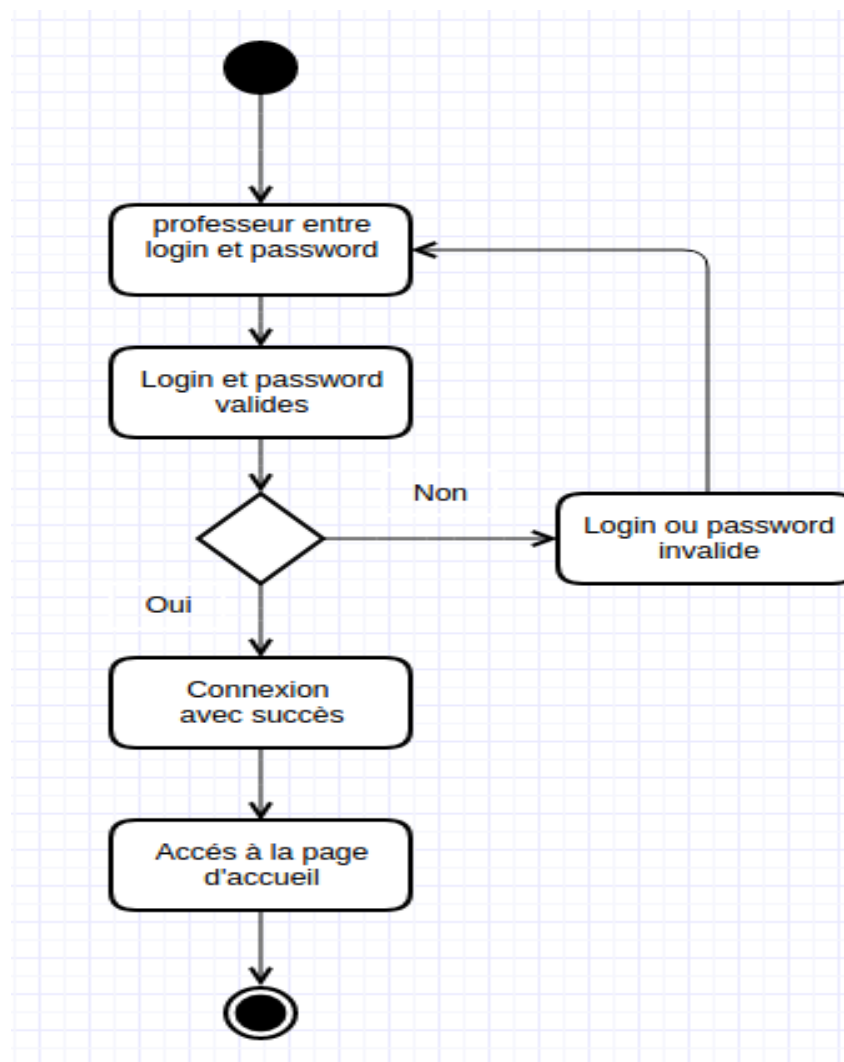 professeur entre
login et password
Login et password
valides
Non
Login ou password
invalide
Oui
Connexion
avec succès
Accés à la page
d'accueil